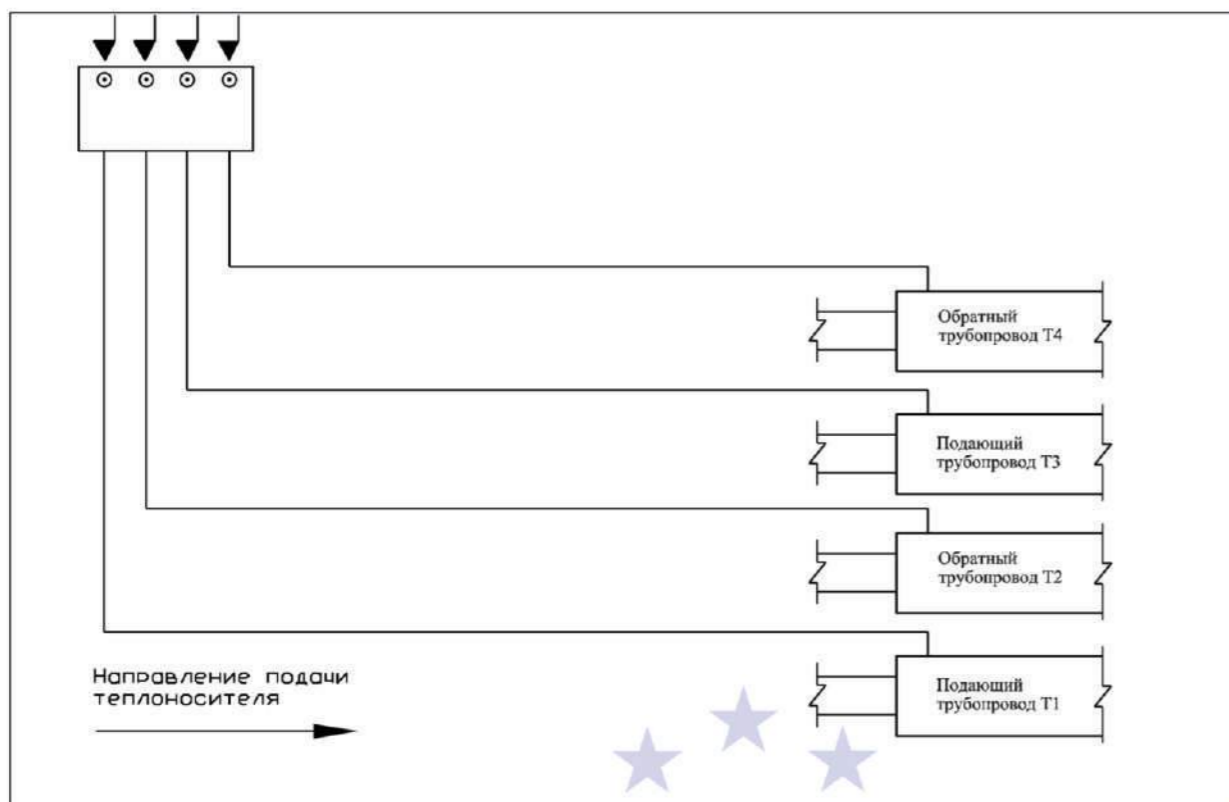 Обратный
трубопровод Т4
Подающий
трубопровод Т3
Обратный
трубопровод Т2
Направление подачи
теплоносителя
Подающий
трубопровод Т1